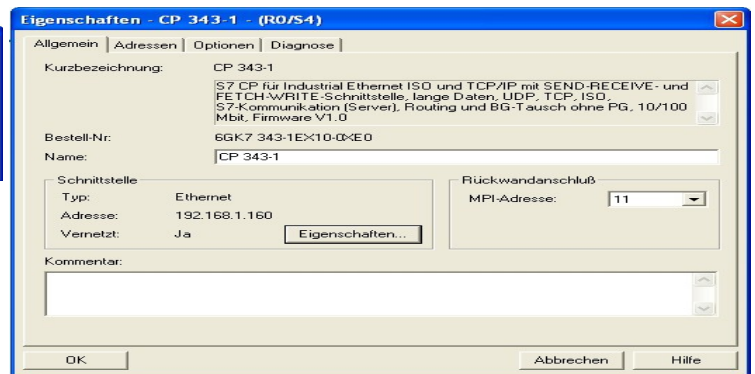 Eigenschaften - CP 343-1 - (R0/S4)
Allgemein Adressen Optionen Diagnose
Kurzbezeichnung: CP 343-1
S7 CP für Industrial Ethernet ISO und TCP/IP mit SEND-RECEIVE- und
FETCH-WRITE-Schnittstelle, lange Daten, UDP, TCP, ISO,
S7-Kommunikation (Server), Routing und BG-Tausch ohne PG, 10/100
Mbit, Firmware V1.0
Bestell-Nr: 6GK7 343-1EX10-0XE0
Name: CP 343-1
Schnittstelle
Typ: Ethernet
Adresse: 192.168.1.160
Vernetzt: Ja Eigenschaften...
Rückwandanschluß
MPI-Adresse: 11
Kommentar:
OK Abbrechen Hilfe